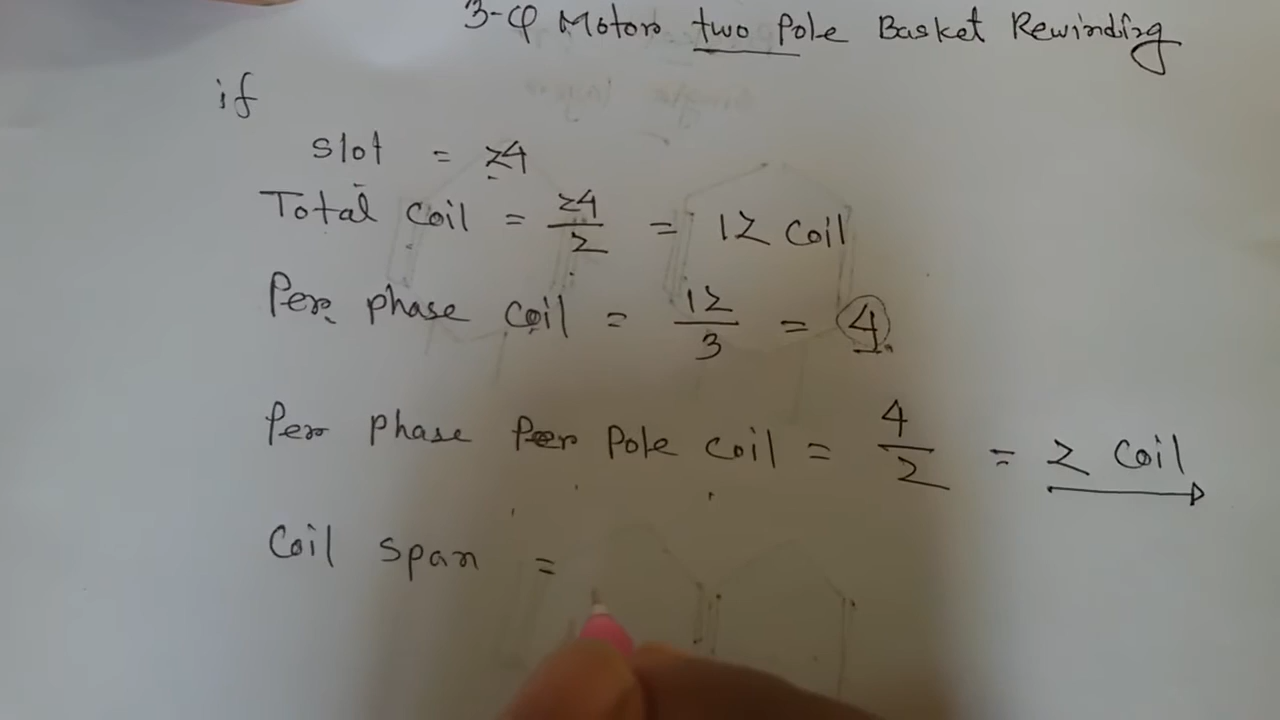 3-φ Motor two Pole Basket Rewinding
if
slot = 24
Total coil = 24/2 = 12 coil
Per phase coil = 12/3 = 4
Per phase Per Pole coil = 4/2 = 2 coil
Coil span =